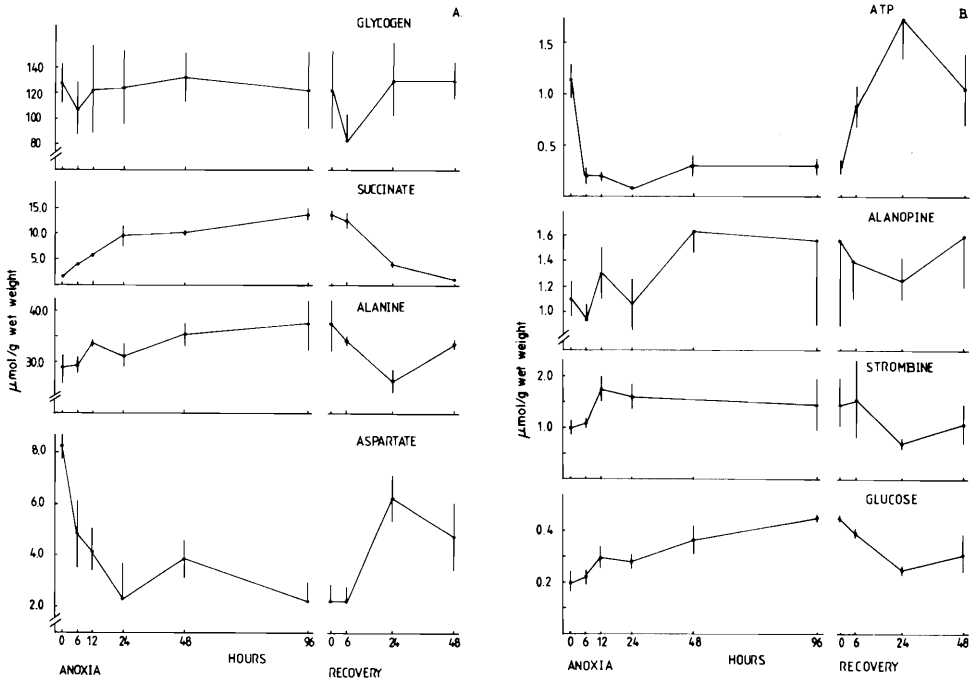 A.
GLYCOGEN
140
120
100
80
SUCCINATE
15.0
10.0
5.0
ALANINE
40.0
30.0
μmol/g wet weight
ASPARTATE
8.0
6.0
4.0
2.0
0 6 12 24 48 96 0 6 24 48
ANOXIA HOURS RECOVERY
B
ATP
1.5
1.0
0.5
ALANOPINE
1.6
1.4
1.2
1.0
μmol/g wet weight
STROMBINE
2.0
1.0
GLUCOSE
0.4
0.2
0 6 12 24 48 96 0 6 24 48
ANOXIA HOURS RECOVERY